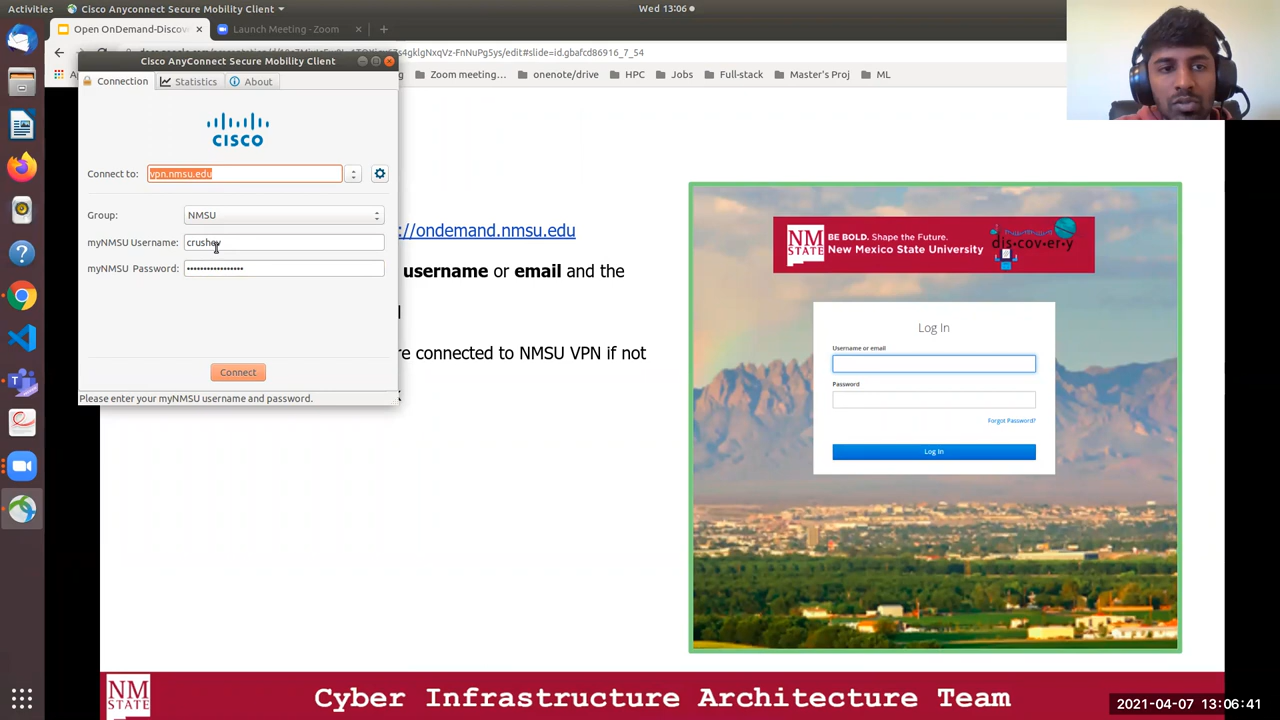 Activities
Cisco Anyconnect Secure Mobility Client
Wed 13:06
Open OnDemand-Discov
Launch Meeting - Zoom
Zoom meeting…
onenote/drive
HPC
Jobs
Full-stack
Master's Proj
ML
Cisco AnyConnect Secure Mobility Client
Connection
Statistics
About
CISCO
Connect to:
vpn.nmsu.edu
Group:
NMSU
myNMSU Username:
myNMSU Password:
••••••••••••••••
Connect
Please enter your myNMSU username and password.
://ondemand.nmsu.edu
username or email and the
re connected to NMSU VPN if not
NM
STATE
BE BOLD. Shape the Future.
New Mexico State University
dis·cov·er·y
Log In
Username or email
Password
Forgot Password?
Log In
NM
STATE
Cyber Infrastructure Architecture Team
2021-04-07 13:06:41